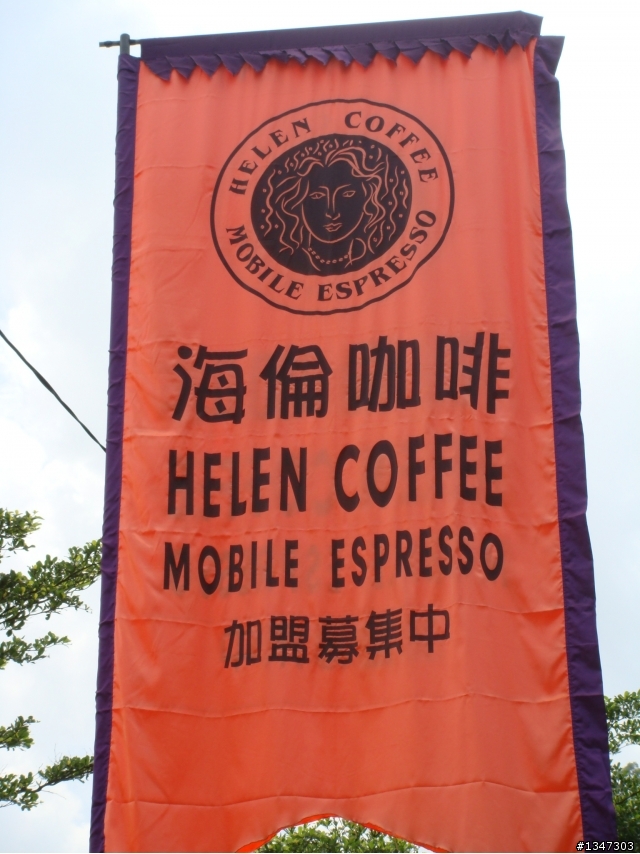 HELEN COFFEE
MOBILE ESPRESSO
海倫咖啡
HELEN COFFEE
MOBILE ESPRESSO
加盟募集中
#1347303